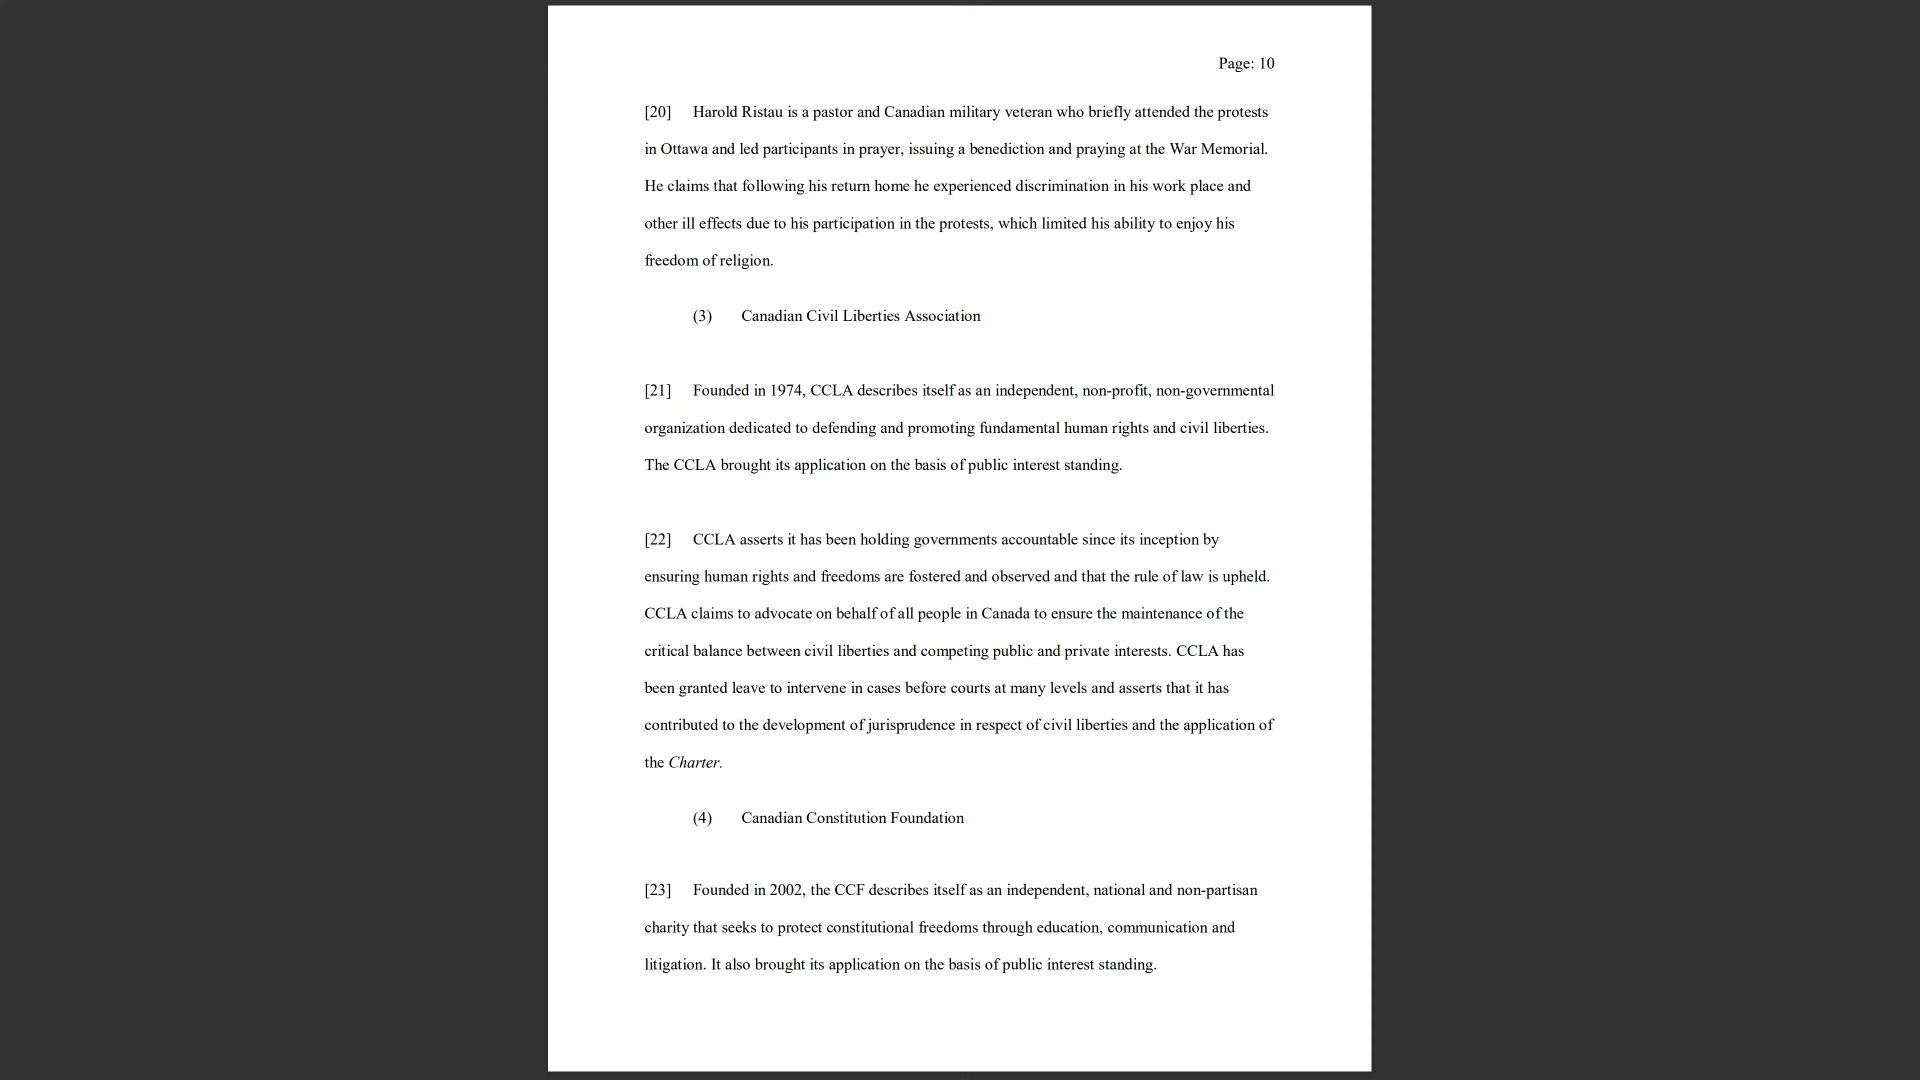 Page: 10
[20] Harold Ristau is a pastor and Canadian military veteran who briefly attended the protests
in Ottawa and led participants in prayer, issuing a benediction and praying at the War Memorial.
He claims that following his return home he experienced discrimination in his work place and
other ill effects due to his participation in the protests, which limited his ability to enjoy his
freedom of religion.
(3) Canadian Civil Liberties Association
[21] Founded in 1974, CCLA describes itself as an independent, non-profit, non-governmental
organization dedicated to defending and promoting fundamental human rights and civil liberties.
The CCLA brought its application on the basis of public interest standing.
[22] CCLA asserts it has been holding governments accountable since its inception by
ensuring human rights and freedoms are fostered and observed and that the rule of law is upheld.
CCLA claims to advocate on behalf of all people in Canada to ensure the maintenance of the
critical balance between civil liberties and competing public and private interests. CCLA has
been granted leave to intervene in cases before courts at many levels and asserts that it has
contributed to the development of jurisprudence in respect of civil liberties and the application of
the Charter.
(4) Canadian Constitution Foundation
[23] Founded in 2002, the CCF describes itself as an independent, national and non-partisan
charity that seeks to protect constitutional freedoms through education, communication and
litigation. It also brought its application on the basis of public interest standing.